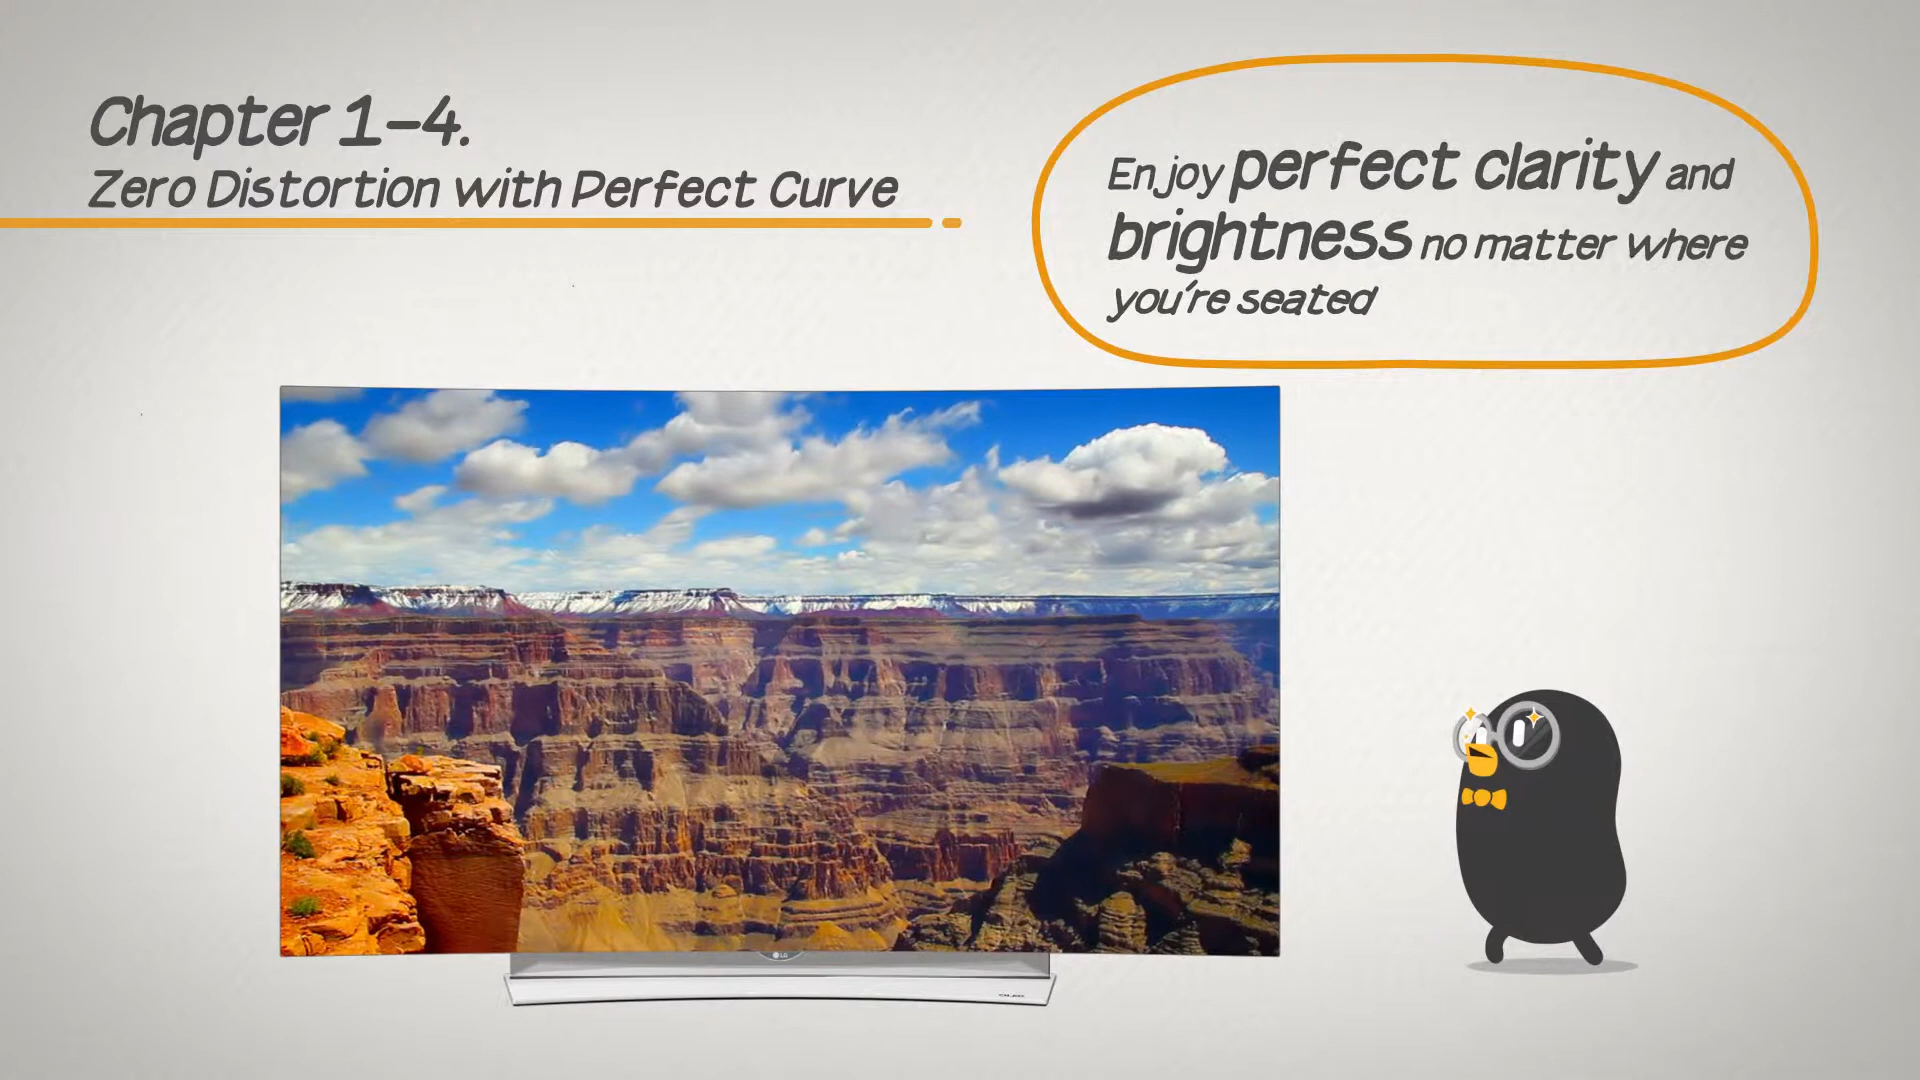 Chapter 1-4.
Zero Distortion with Perfect Curve
Enjoy perfect clarity and
brightness no matter where
you're seated
LG
OLED